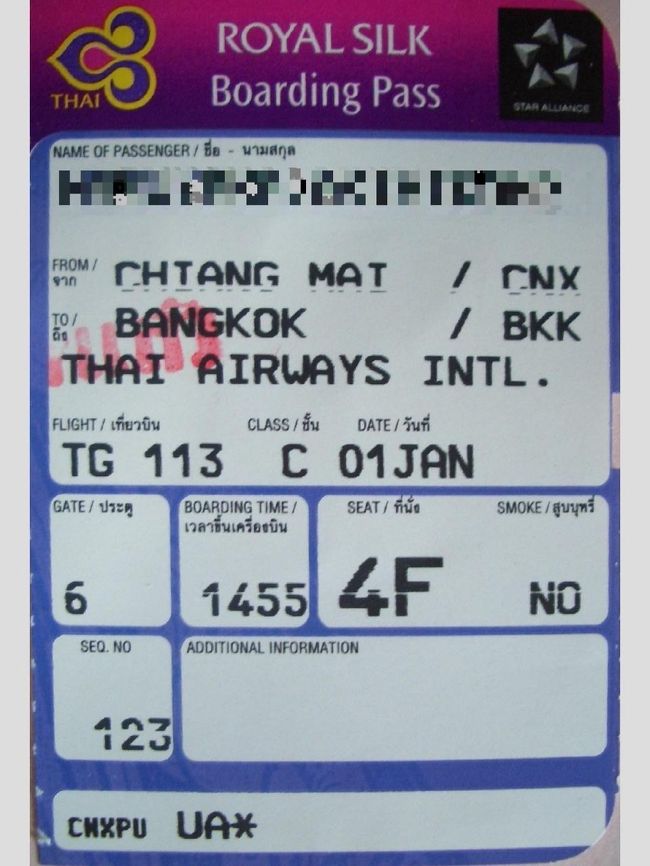 THAI
ROYAL SILK
Boarding Pass
STAR ALLIANCE
NAME OF PASSENGER / ชื่อ - นามสกุล
FROM / จาก CHIANG MAI / CNX
TO / ถึง BANGKOK / BKK
THAI AIRWAYS INTL.
FLIGHT / เที่ยวบิน CLASS / ชั้น DATE / วันที่
TG 113 C 01JAN
GATE / ประตู BOARDING TIME / เวลาขึ้นเครื่องบิน SEAT / ที่นั่ง SMOKE / สูบบุหรี่
6 1455 4F NO
SEQ. NO ADDITIONAL INFORMATION
123
CNXPU UA*